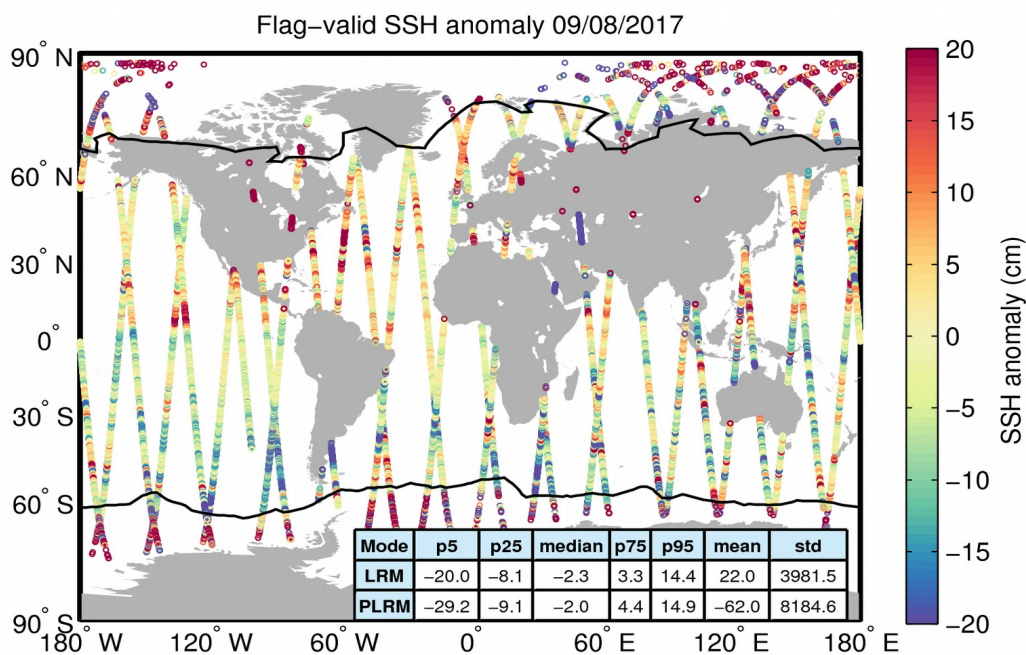 Flag−valid SSH anomaly 09/08/2017
90° N
60° N
30° N
0°
30° S
60° S
90° S
180° W
120° W
60° W
0°
60° E
120° E
180° E
20
15
10
5
0
−5
−10
−15
−20
SSH anomaly (cm)
Mode p5 p25 median p75 p95 mean std
LRM −20.0 −8.1 −2.3 3.3 14.4 22.0 3981.5
PLRM −29.2 −9.1 −2.0 4.4 14.9 −62.0 8184.6